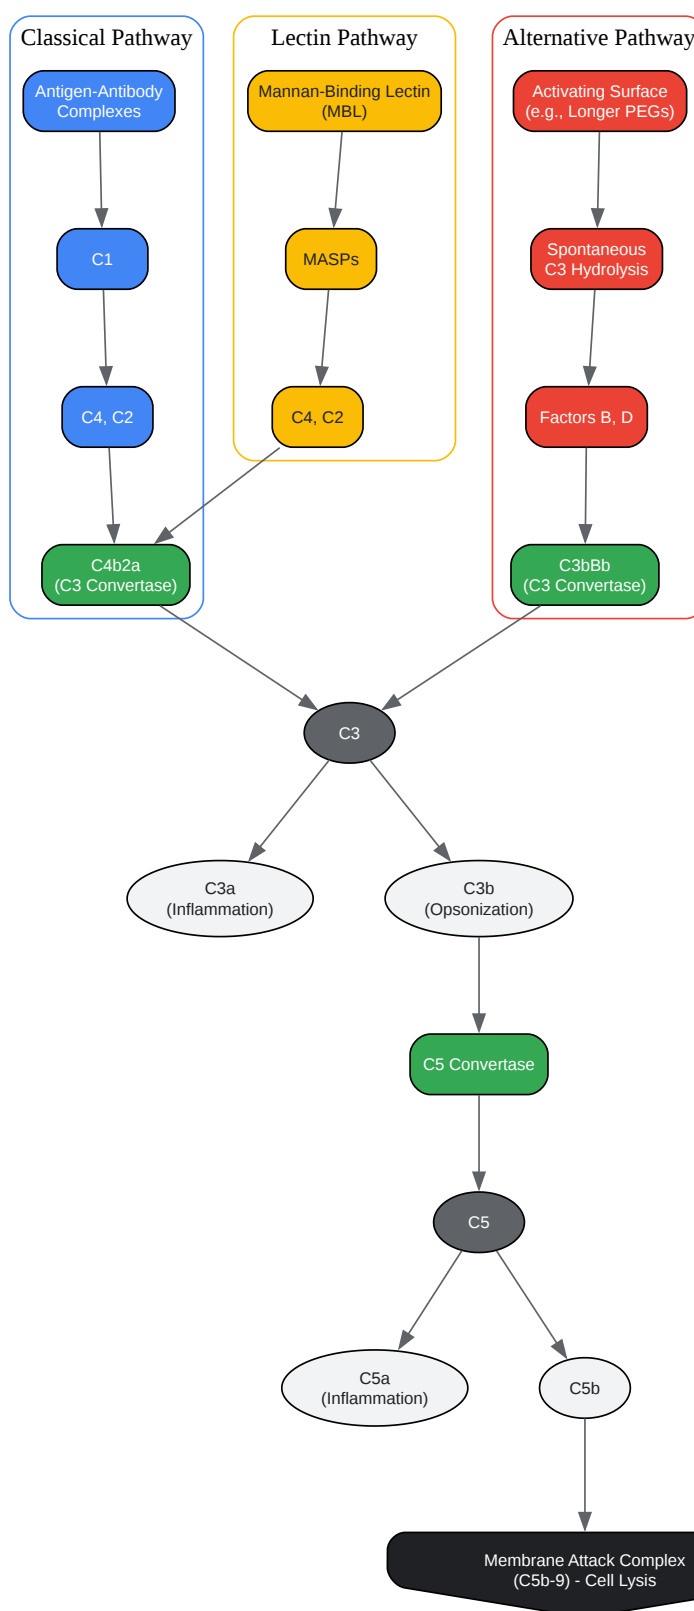 Classical Pathway
Lectin Pathway
Alternative Pathway
Antigen-Antibody
Complexes
Mannan-Binding Lectin
(MBL)
Activating Surface
(e.g., Longer PEGs)
C1
MASPs
Spontaneous
C3 Hydrolysis
C4, C2
C4, C2
Factors B, D
C4b2a
(C3 Convertase)
C3bBb
(C3 Convertase)
C3
C3a
(Inflammation)
C3b
(Opsonization)
C5 Convertase
C5
C5a
(Inflammation)
C5b
Membrane Attack Complex
(C5b-9) - Cell Lysis